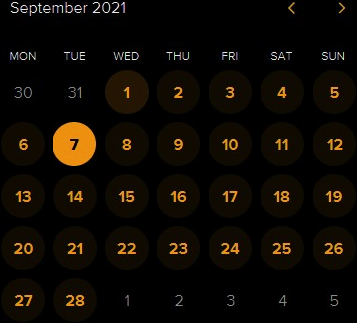 September 2021
MON TUE WED THU FRI SAT SUN
30 31 1 2 3 4 5
6 7 8 9 10 11 12
13 14 15 16 17 18 19
20 21 22 23 24 25 26
27 28 1 2 3 4 5